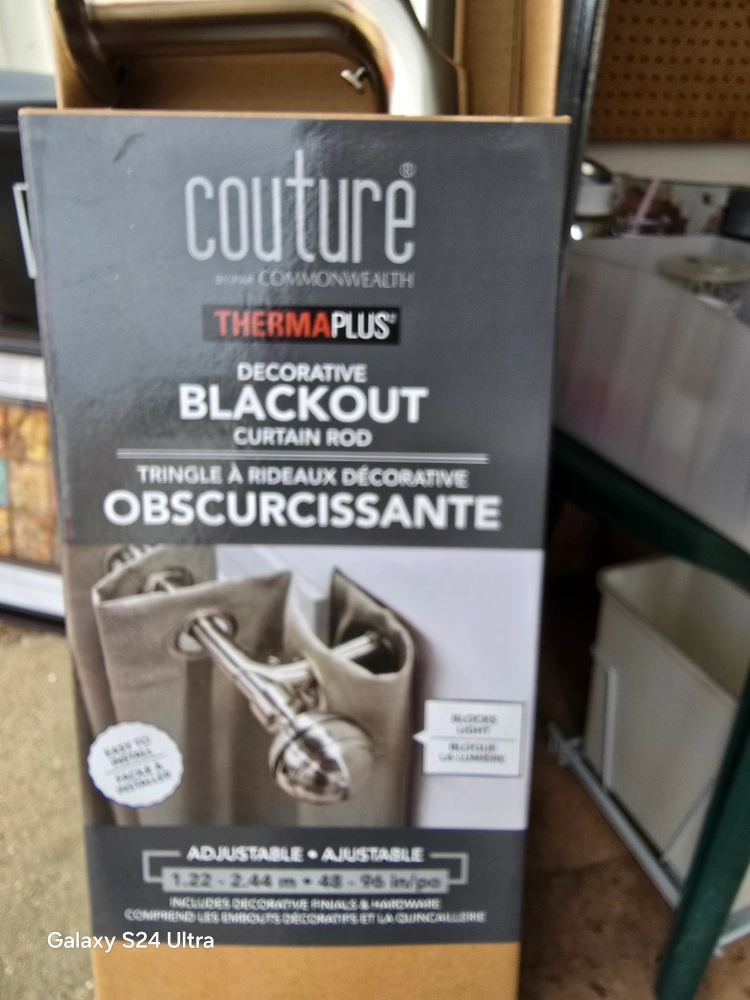 couture®
BY/PAR COMMONWEALTH
THERMAPLUS
DECORATIVE
BLACKOUT
CURTAIN ROD
TRINGLE À RIDEAUX DÉCORATIVE
OBSCURCISSANTE
BLOCKS
LIGHT
BLOQUE
LA LUMIÈRE
EASY TO
INSTALL
FACILE À
INSTALLER
ADJUSTABLE • AJUSTABLE
1.22 - 2.44 m • 48 - 96 in/po
INCLUDES DECORATIVE FINIALS & HARDWARE
COMPREND LES EMBOUTS DÉCORATIFS ET LA QUINCAILLERIE
Galaxy S24 Ultra